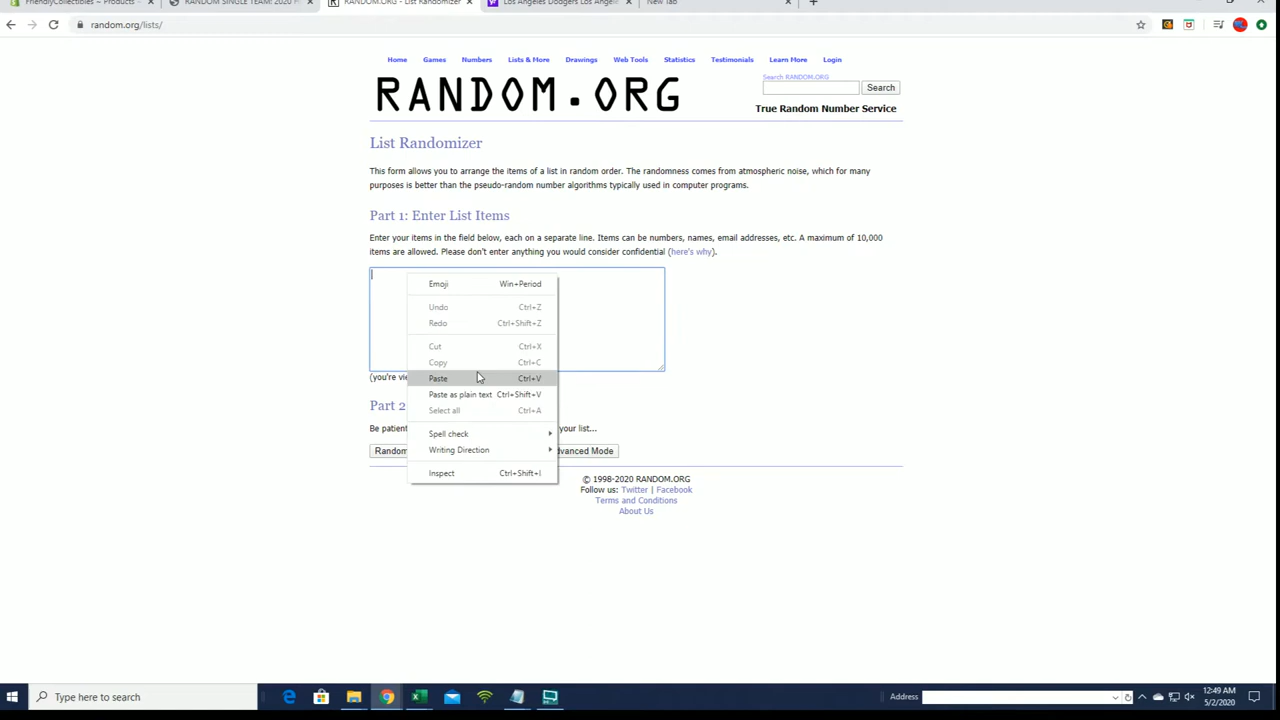 FriendlyCollectibles ~ Products -
RANDOM SINGLE TEAM! 2020 P
RANDOM.ORG - List Randomizer
Los Angeles Dodgers Los Angele
New Tab
random.org/lists/
Home Games Numbers Lists & More Drawings Web Tools Statistics Testimonials Learn More Login
RANDOM.ORG
Search RANDOM.ORG
Search
True Random Number Service
List Randomizer
This form allows you to arrange the items of a list in random order. The randomness comes from atmospheric noise, which for many
purposes is better than the pseudo-random number algorithms typically used in computer programs.
Part 1: Enter List Items
Enter your items in the field below, each on a separate line. Items can be numbers, names, email addresses, etc. A maximum of 10,000
items are allowed. Please don't enter anything you would consider confidential (here's why).
Emoji Win+Period
Undo Ctrl+Z
Redo Ctrl+Shift+Z
Cut Ctrl+X
Copy Ctrl+C
Paste Ctrl+V
Paste as plain text Ctrl+Shift+V
Select all Ctrl+A
Spell check
Writing Direction
Inspect Ctrl+Shift+I
(you're vie
Part 2
Be patient your list...
Random dvanced Mode
© 1998-2020 RANDOM.ORG
Follow us: Twitter | Facebook
Terms and Conditions
About Us
Type here to search
Address
12:49 AM
5/2/2020